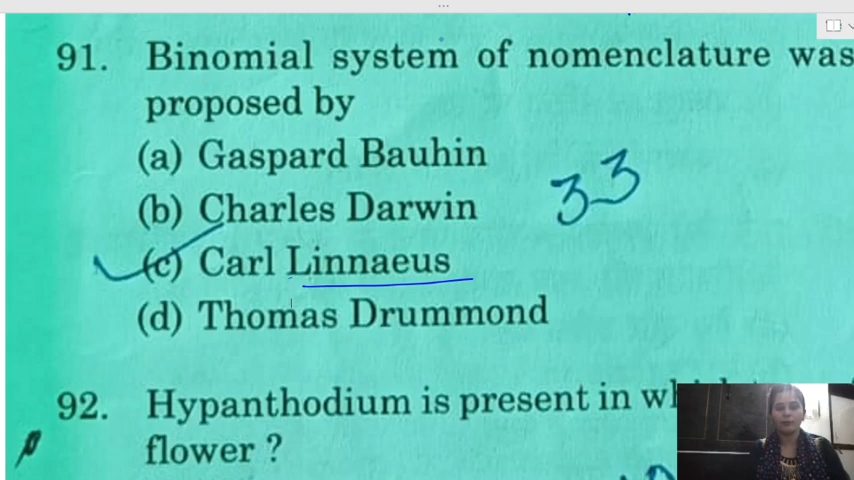 91. Binomial system of nomenclature was
proposed by
(a) Gaspard Bauhin
(b) Charles Darwin
33
(c) Carl Linnaeus
(d) Thomas Drummond
92. Hypanthodium is present in
flower ?